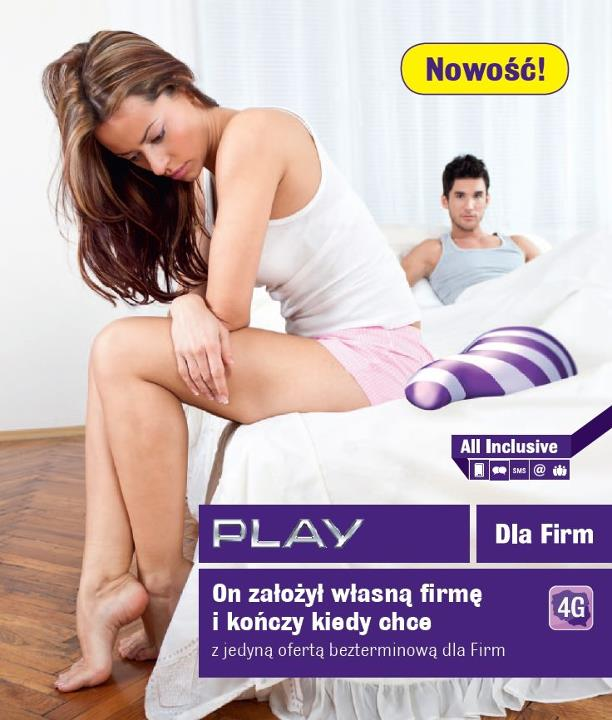 Nowość!
All Inclusive
SMS @
PLAY
Dla Firm
On założył własną firmę
i kończy kiedy chce
4G
z jedyną ofertą bezterminową dla Firm